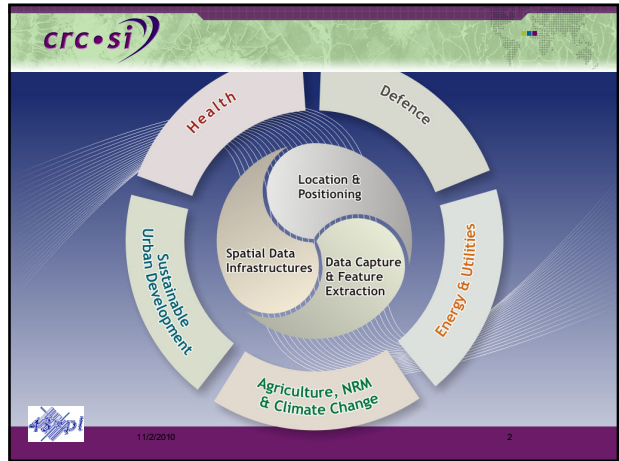 crc•si
Health
Defence
Location &
Positioning
Spatial Data
Infrastructures
Data Capture
& Feature
Extraction
Sustainable
Urban Development
Energy & Utilities
Agriculture, NRM
& Climate Change
43pl
11/2/2010
2